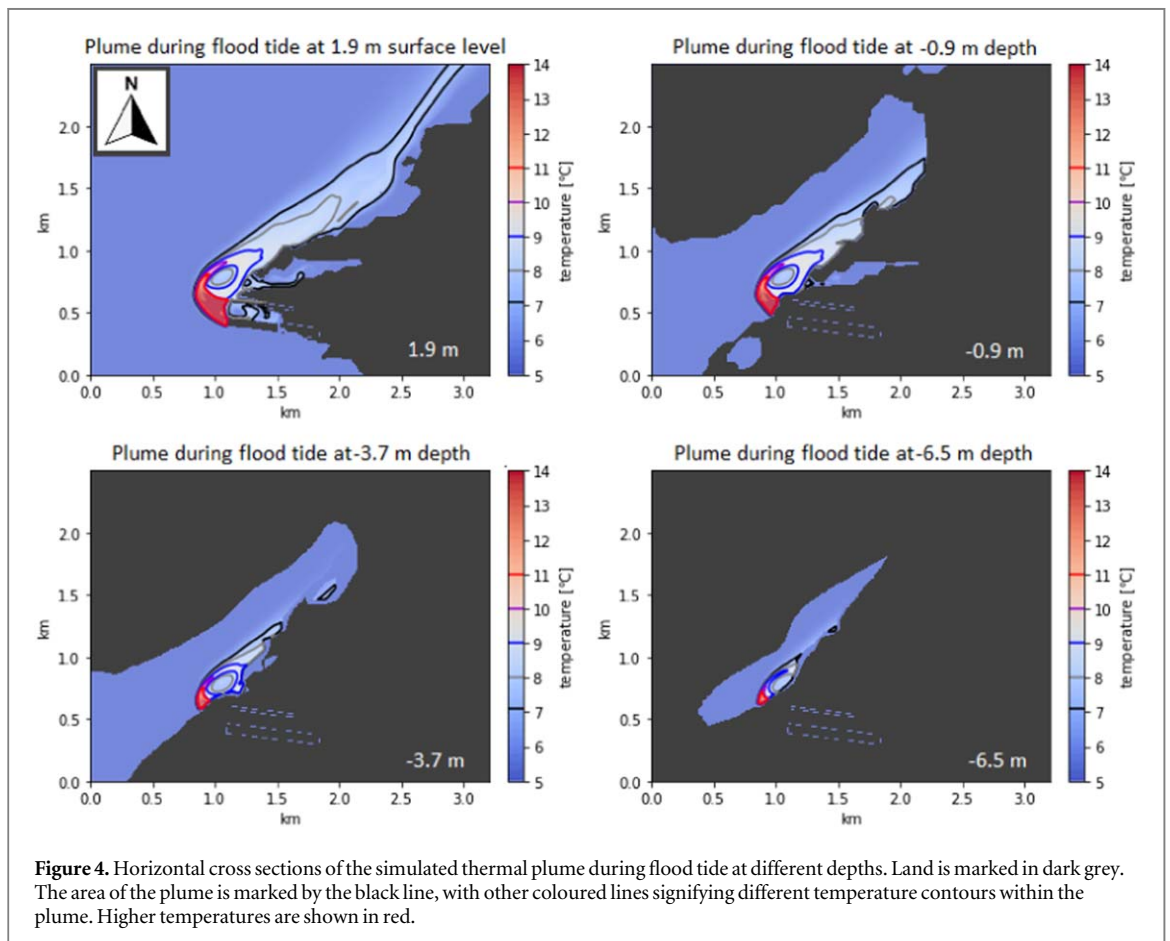 Plume during flood tide at 1.9 m surface level
N
2.0
1.5
1.0
0.5
0.0
km
0.0 0.5 1.0 1.5 2.0 2.5 3.0
km
1.9 m
14
13
12
11
10
9
8
7
6
5
temperature [°C]
Plume during flood tide at -0.9 m depth
2.0
1.5
1.0
0.5
0.0
km
0.0 0.5 1.0 1.5 2.0 2.5 3.0
km
-0.9 m
14
13
12
11
10
9
8
7
6
5
temperature [°C]
Plume during flood tide at-3.7 m depth
2.0
1.5
1.0
0.5
0.0
km
0.0 0.5 1.0 1.5 2.0 2.5 3.0
km
-3.7 m
14
13
12
11
10
9
8
7
6
5
temperature [°C]
Plume during flood tide at-6.5 m depth
2.0
1.5
1.0
0.5
0.0
km
0.0 0.5 1.0 1.5 2.0 2.5 3.0
km
-6.5 m
14
13
12
11
10
9
8
7
6
5
temperature [°C]
Figure 4. Horizontal cross sections of the simulated thermal plume during flood tide at different depths. Land is marked in dark grey.
The area of the plume is marked by the black line, with other coloured lines signifying different temperature contours within the
plume. Higher temperatures are shown in red.